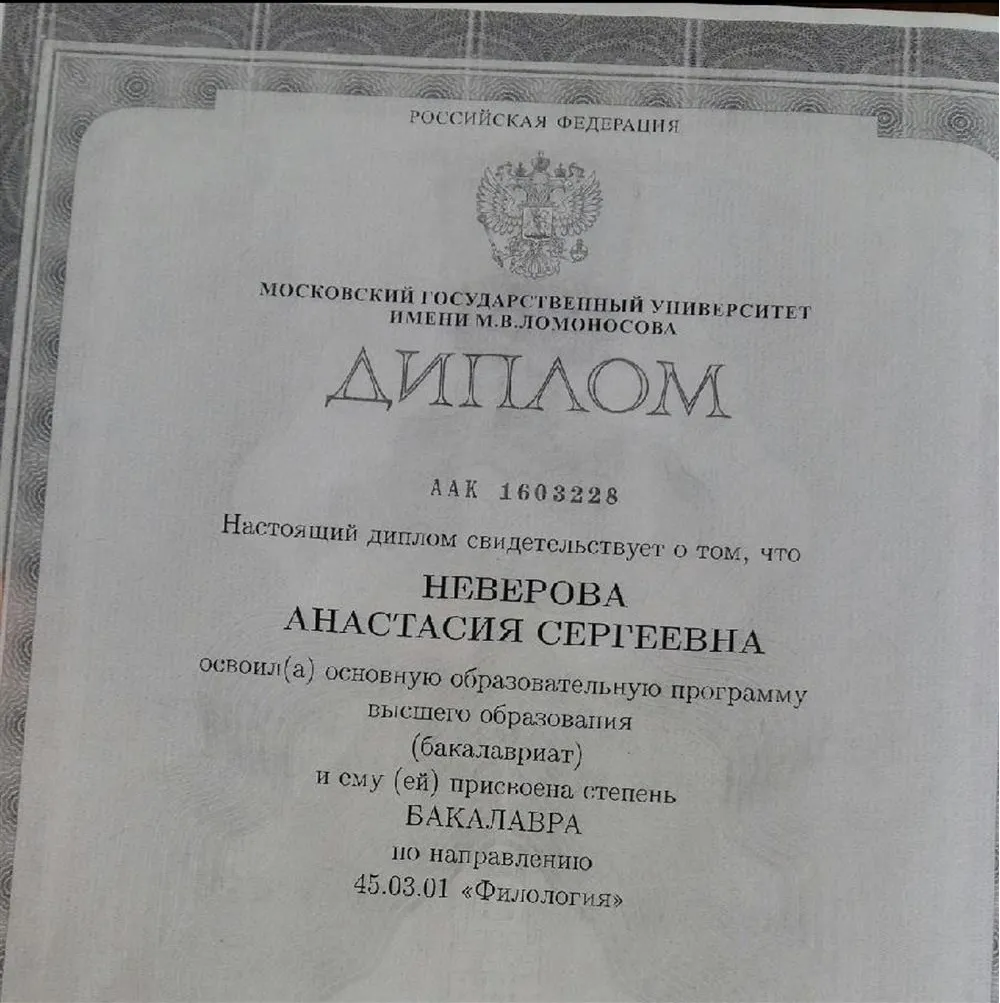 РОССИЙСКАЯ ФЕДЕРАЦИЯ
МОСКОВСКИЙ ГОСУДАРСТВЕННЫЙ УНИВЕРСИТЕТ
ИМЕНИ М.В.ЛОМОНОСОВА
ДИПЛОМ
ААК 1603228
Настоящий диплом свидетельствует о том, что
НЕВЕРОВА
АНАСТАСИЯ СЕРГЕЕВНА
освоил(а) основную образовательную программу
высшего образования
(бакалавриат)
и ему (ей) присвоена степень
БАКАЛАВРА
по направлению
45.03.01 «Филология»